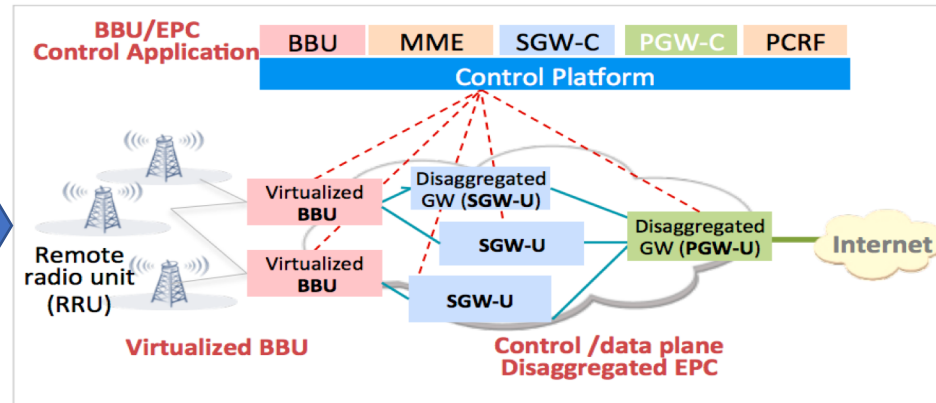 BBU/EPC
Control Application
BBU
MME
SGW-C
PGW-C
PCRF
Control Platform
Virtualized
BBU
Disaggregated
GW (SGW-U)
SGW-U
Disaggregated
GW (PGW-U)
Internet
Remote
radio unit
(RRU)
Virtualized
BBU
SGW-U
Virtualized BBU
Control /data plane
Disaggregated EPC